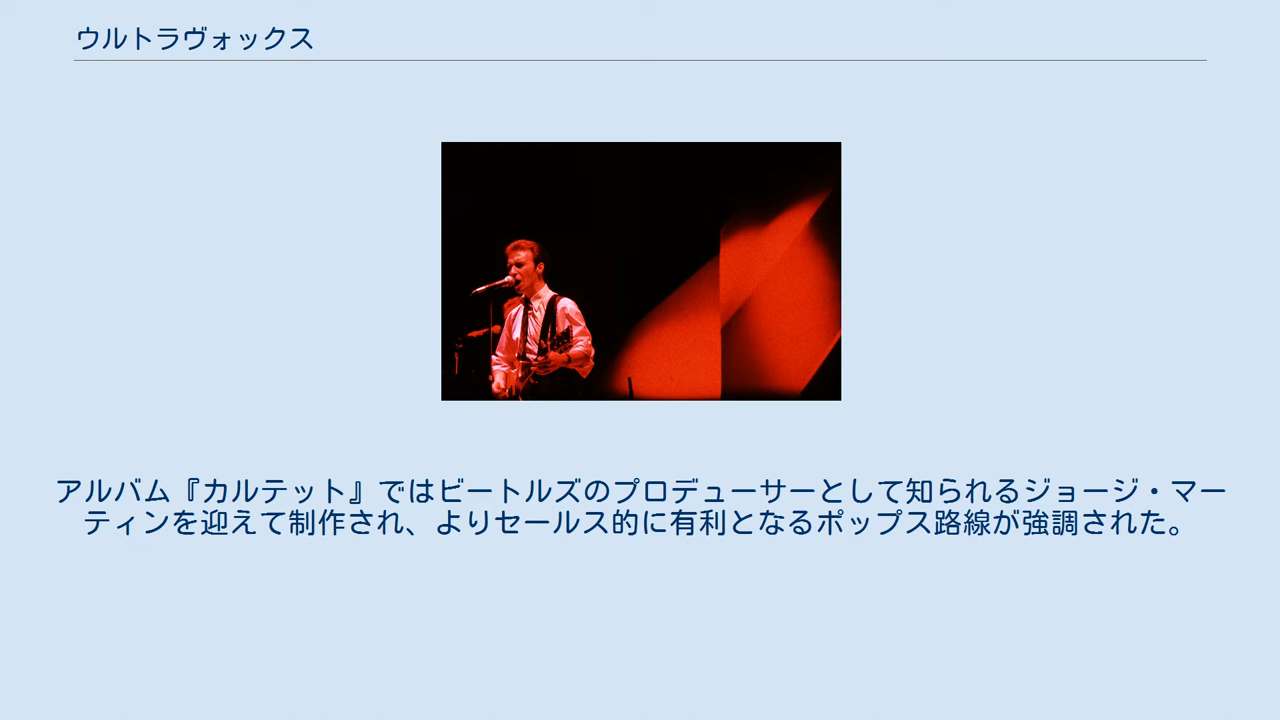 ウルトラヴォックス
アルバム『カルテット』ではビートルズのプロデューサーとして知られるジョージ・マー
ティンを迎えて制作され、よりセールス的に有利となるポップス路線が強調された。